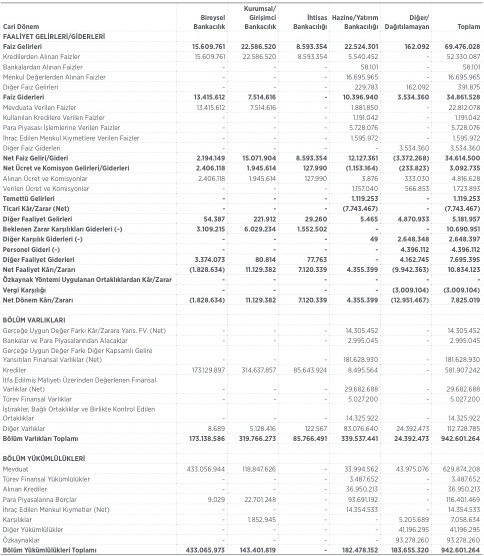 Cari Dönem Bireysel Bankacılık Kurumsal/ Girişimci Bankacılık İhtisas Bankacılığı Hazine/Yatırım Bankacılığı Diğer/ Dağıtılamayan Toplam
FAALİYET GELİRLERİ/GİDERLERİ
Faiz Gelirleri 15.609.761 22.586.520 8.593.354 22.524.301 162.092 69.476.028
Kredilerden Alınan Faizler 15.609.761 22.586.520 8.593.354 5.540.452 - 52.330.087
Bankalardan Alınan Faizler - - - 58.101 - 58.101
Menkul Değerlerden Alınan Faizler - - - 16.695.965 - 16.695.965
Diğer Faiz Gelirleri - - - 229.783 162.092 391.875
Faiz Giderleri 13.415.612 7.514.616 - 10.396.940 3.534.360 34.861.528
Mevduata Verilen Faizler 13.415.612 7.514.616 - 1.881.850 - 22.812.078
Kullanılan Kredilere Verilen Faizler - - - 1.191.042 - 1.191.042
Para Piyasası İşlemlerine Verilen Faizler - - - 5.728.076 - 5.728.076
İhraç Edilen Menkul Kıymetlere Verilen Faizler - - - 1.595.972 - 1.595.972
Diğer Faiz Giderleri - - - - 3.534.360 3.534.360
Net Faiz Geliri/Gideri 2.194.149 15.071.904 8.593.354 12.127.361 (3.372.268) 34.614.500
Net Ücret ve Komisyon Gelirleri/Giderleri 2.406.118 1.945.614 127.990 (1.153.164) (233.823) 3.092.735
Alınan Ücret ve Komisyonlar 2.406.118 1.945.614 127.990 3.876 333.030 4.816.628
Verilen Ücret ve Komisyonlar - - - 1.157.040 566.853 1.723.893
Temettü Gelirleri - - - 1.119.253 - 1.119.253
Ticari Kâr/Zarar (Net) - - - (7.743.467) - (7.743.467)
Diğer Faaliyet Gelirleri 54.387 221.912 29.260 5.465 4.870.933 5.181.957
Beklenen Zarar Karşılıkları Giderleri (-) 3.109.215 6.029.234 1.552.502 - - 10.690.951
Diğer Karşılık Giderleri (-) - - - 49 2.648.348 2.648.397
Personel Gideri (-) - - - - 4.396.112 4.396.112
Diğer Faaliyet Giderleri 3.374.073 80.814 77.763 - 4.162.745 7.695.395
Net Faaliyet Kârı/Zararı (1.828.634) 11.129.382 7.120.339 4.355.399 (9.942.363) 10.834.123
Özkaynak Yöntemi Uygulanan Ortaklıklardan Kâr/Zarar - - - - - -
Vergi Karşılığı - - - - (3.009.104) (3.009.104)
Net Dönem Kârı/Zararı (1.828.634) 11.129.382 7.120.339 4.355.399 (12.951.467) 7.825.019
BÖLÜM VARLIKLARI
Gerçeğe Uygun Değer Farkı Kâr/Zarara Yans. FV. (Net) - - - 14.305.452 - 14.305.452
Bankalar ve Para Piyasalarından Alacaklar - - - 2.995.045 - 2.995.045
Gerçeğe Uygun Değer Farkı Diğer Kapsamlı Gelire
Yansıtılan Finansal Varlıklar (Net) - - - 181.628.930 - 181.628.930
Krediler 173.129.897 314.637.857 85.643.924 8.495.564 - 581.907.242
İtfa Edilmiş Maliyeti Üzerinden Değerlenen Finansal
Varlıklar (Net) - - - 29.682.688 - 29.682.688
Türev Finansal Varlıklar - - - 5.027.200 - 5.027.200
İştirakler, Bağlı Ortaklıklar ve Birlikte Kontrol Edilen
Ortaklıklar - - - 14.325.922 - 14.325.922
Diğer Varlıklar 8.689 5.128.416 122.567 83.076.640 24.392.473 112.728.785
Bölüm Varlıkları Toplamı 173.138.586 319.766.273 85.766.491 339.537.441 24.392.473 942.601.264
BÖLÜM YÜKÜMLÜLÜKLERİ
Mevduat 433.056.944 118.847.626 - 33.994.562 43.975.076 629.874.208
Türev Finansal Yükümlülükler - - - 3.487.652 - 3.487.652
Alınan Krediler - - - 36.950.213 - 36.950.213
Para Piyasalarına Borçlar 9.029 22.701.248 - 93.691.192 - 116.401.469
İhraç Edilen Menkul Kıymetler (Net) - - - 14.354.533 - 14.354.533
Karşılıklar - 1.852.945 - - 5.205.689 7.058.634
Diğer Yükümlülükler - - - - 41.196.295 41.196.295
Özkaynaklar - - - - 93.278.260 93.278.260
Bölüm Yükümlülükleri Toplamı 433.065.973 143.401.819 - 182.478.152 183.655.320 942.601.264